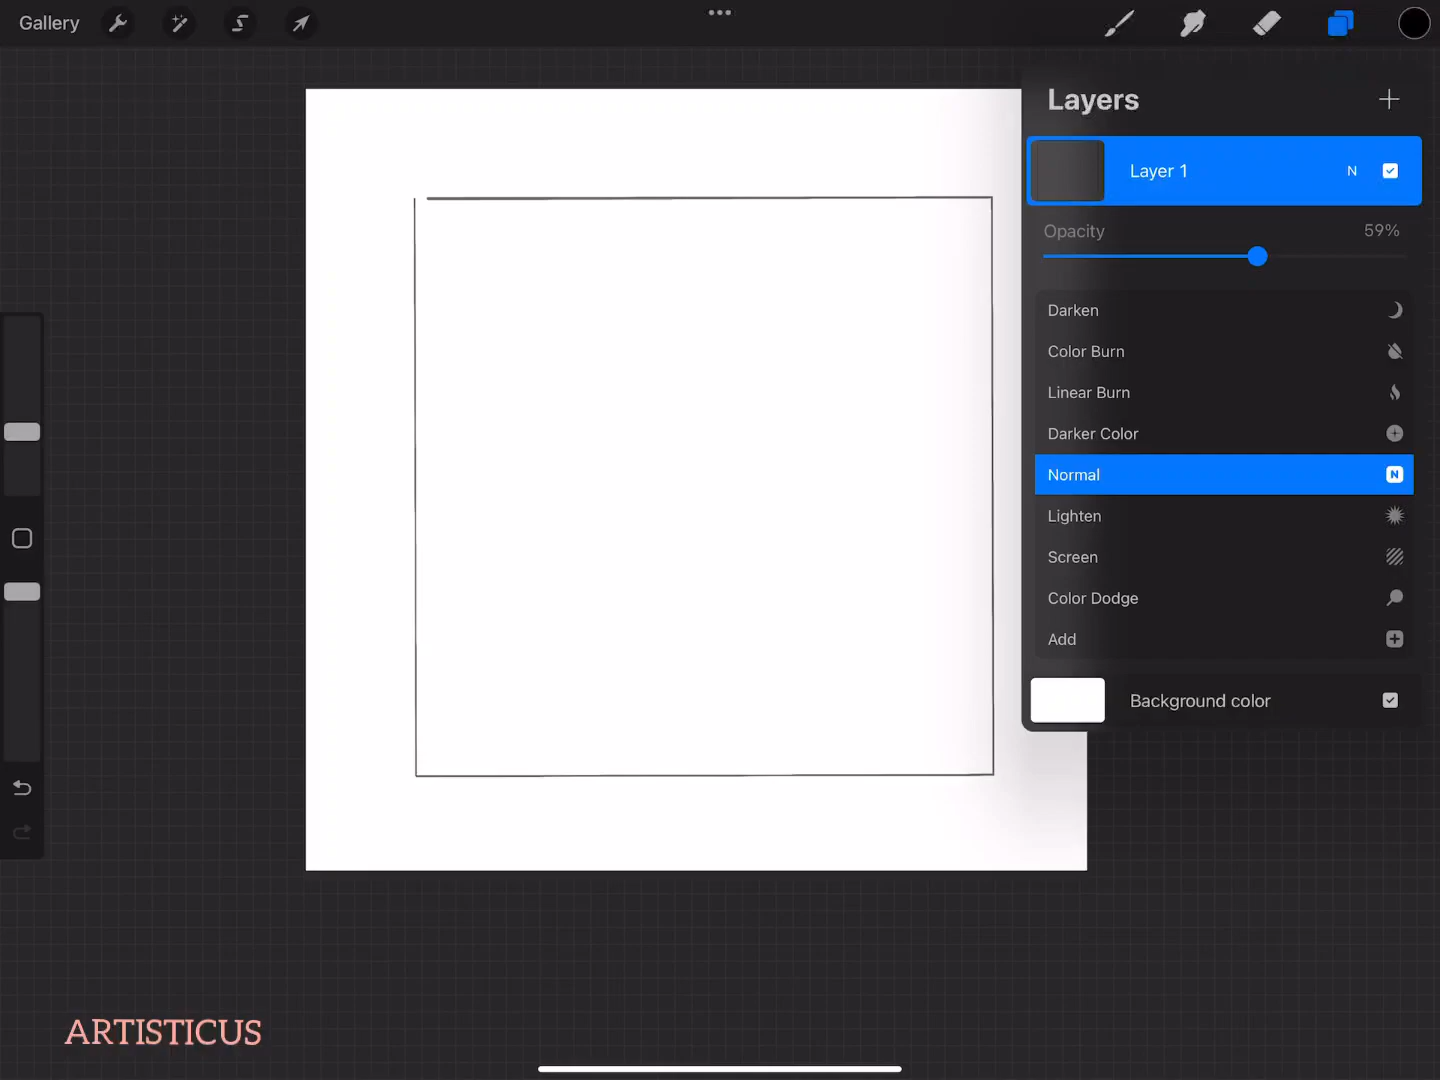 Gallery
Layers
Layer 1 N
Opacity 59%
Darken
Color Burn
Linear Burn
Darker Color
Normal N
Lighten
Screen
Color Dodge
Add
Background color
ARTISTICUS